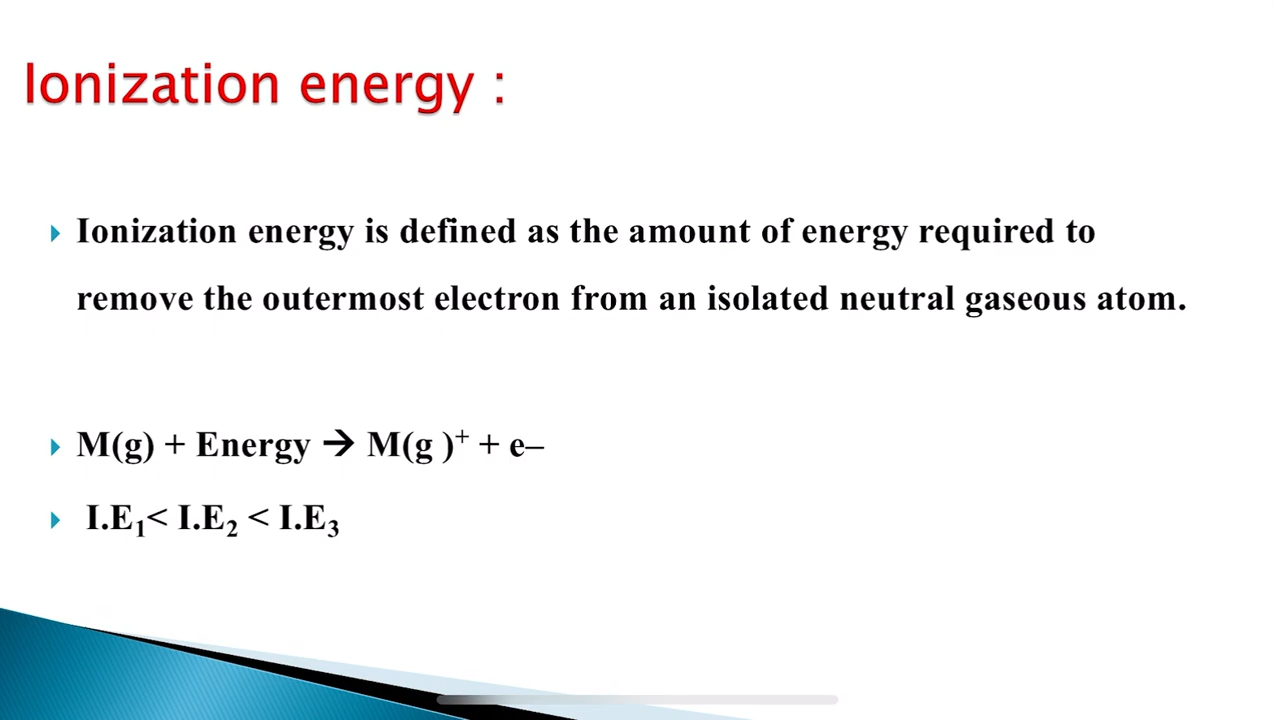 Ionization energy :
Ionization energy is defined as the amount of energy required to
remove the outermost electron from an isolated neutral gaseous atom.
M(g) + Energy → M(g )⁺ + e–
I.E₁< I.E₂ < I.E₃